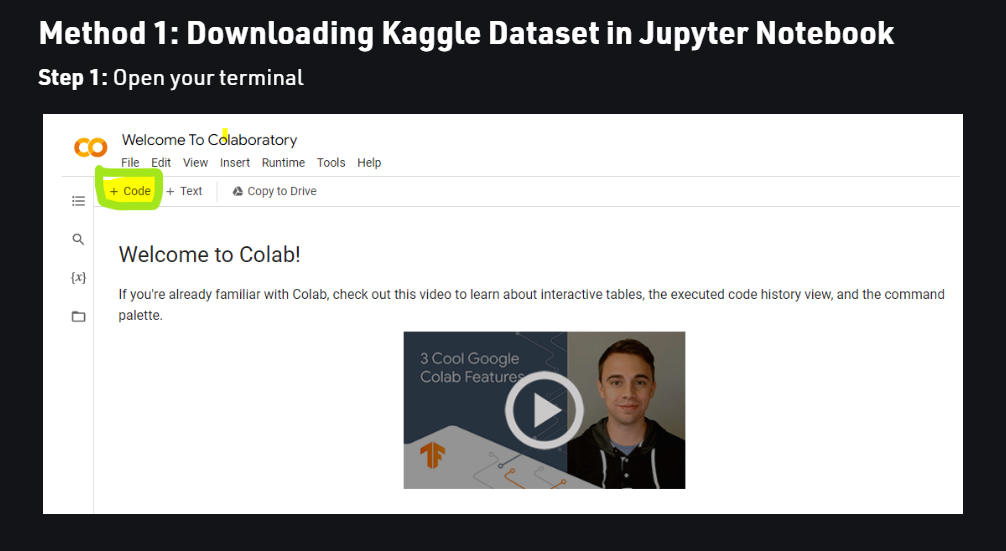 Method 1: Downloading Kaggle Dataset in Jupyter Notebook
Step 1: Open your terminal
Welcome To Colaboratory
File Edit View Insert Runtime Tools Help
+ Code + Text Copy to Drive
Welcome to Colab!
{x}
If you're already familiar with Colab, check out this video to learn about interactive tables, the executed code history view, and the command
palette.
3 Cool Google
Colab Features